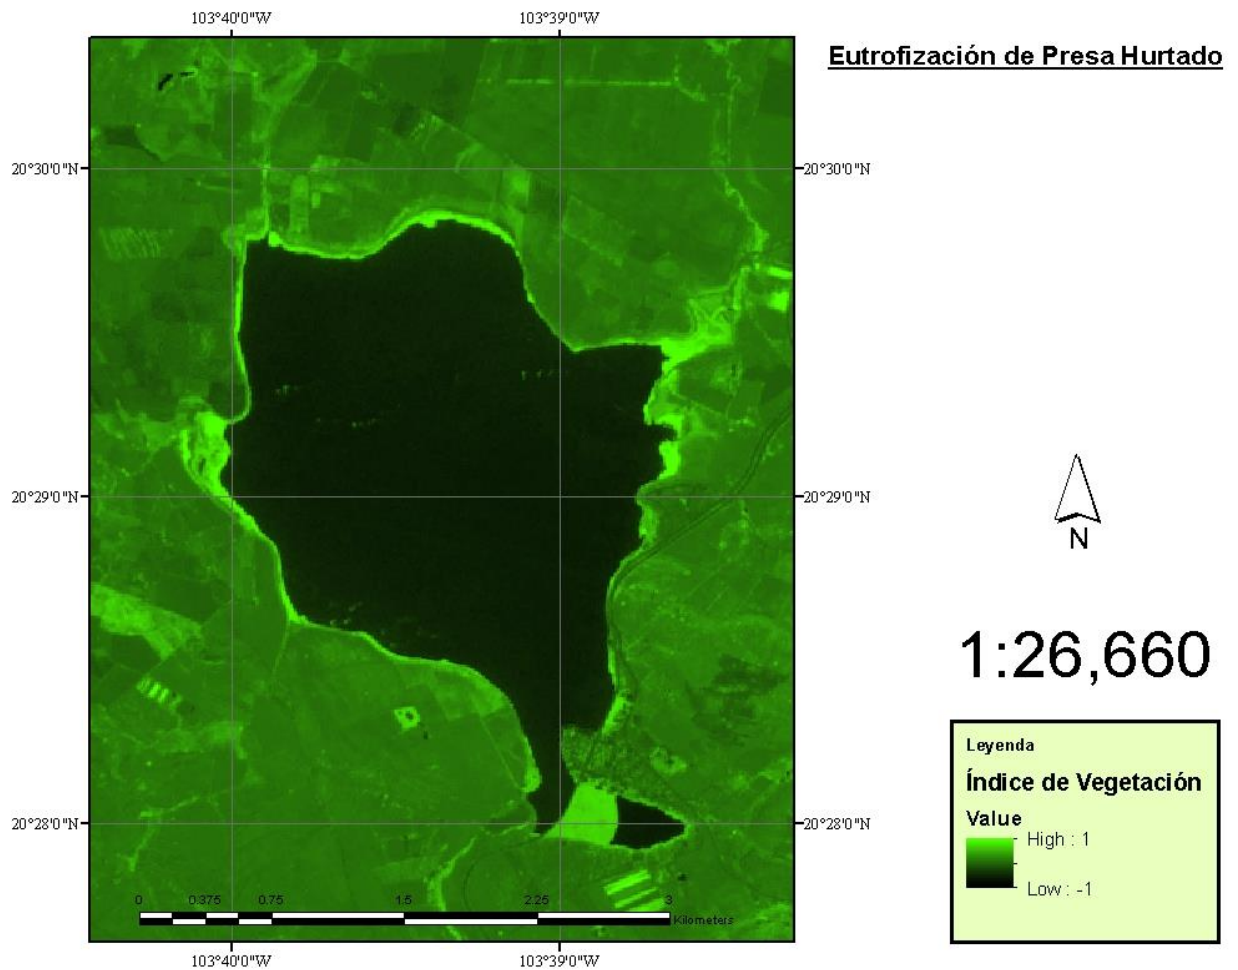 103°40'0"W 103°39'0"W
Eutrofización de Presa Hurtado
20°30'0"N 20°30'0"N
20°29'0"N 20°29'0"N
N
1:26,660
Leyenda
Índice de Vegetación
Value
High : 1
Low : -1
20°28'0"N 20°28'0"N
0 0.375 0.75 1.5 2.25 3
Kilometers
103°40'0"W 103°39'0"W